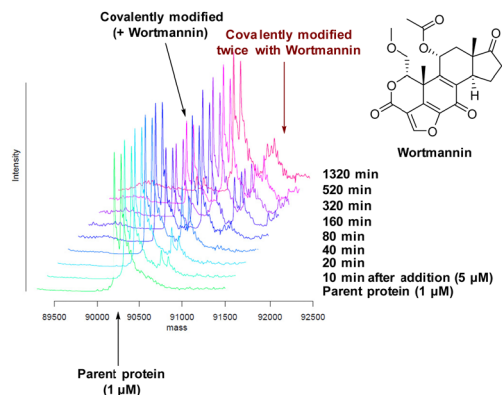 Covalently modified
(+ Wortmannin)
Covalently modified
twice with Wortmannin
O
O
O
O
O
O
O
O
Wortmannin
Intensity
1320 min
520 min
320 min
160 min
80 min
40 min
20 min
10 min after addition (5 µM)
Parent protein (1 µM)
89500 90000 90500 91000 91500 92000 92500
mass
Parent protein
(1 µM)